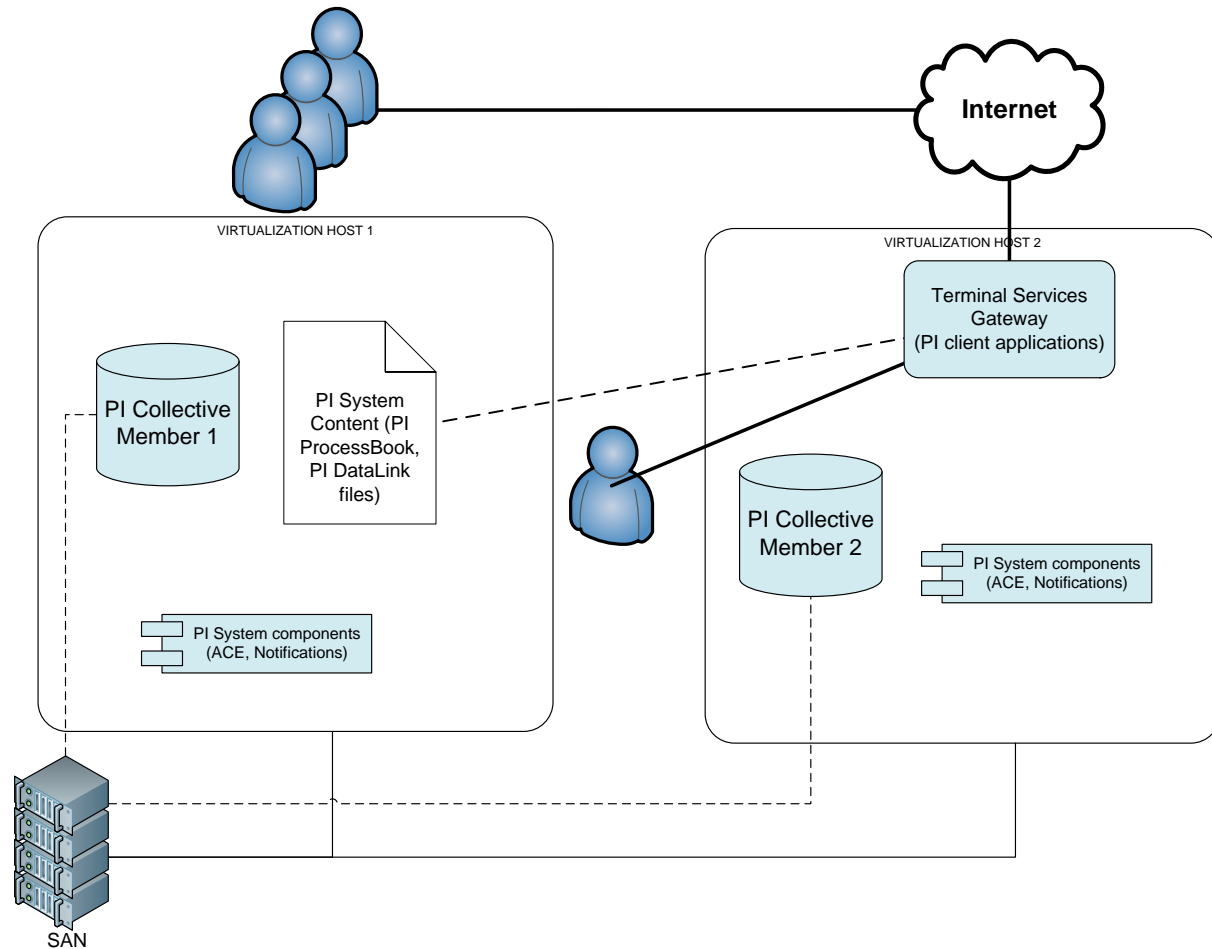 Internet
VIRTUALIZATION HOST 1
VIRTUALIZATION HOST 2
Terminal Services
Gateway
(PI client applications)
PI Collective
Member 1
PI System
Content (PI
ProcessBook,
PI DataLink
files)
PI Collective
Member 2
PI System components
(ACE, Notifications)
PI System components
(ACE, Notifications)
SAN